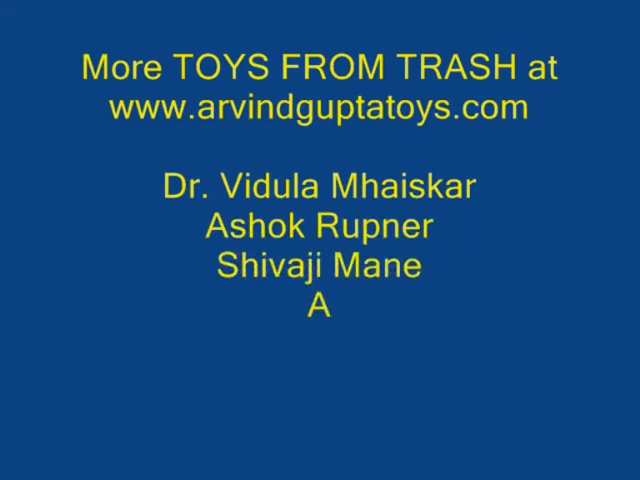 More TOYS FROM TRASH at
www.arvindguptatoys.com
Dr. Vidula Mhaiskar
Ashok Rupner
Shivaji Mane
A